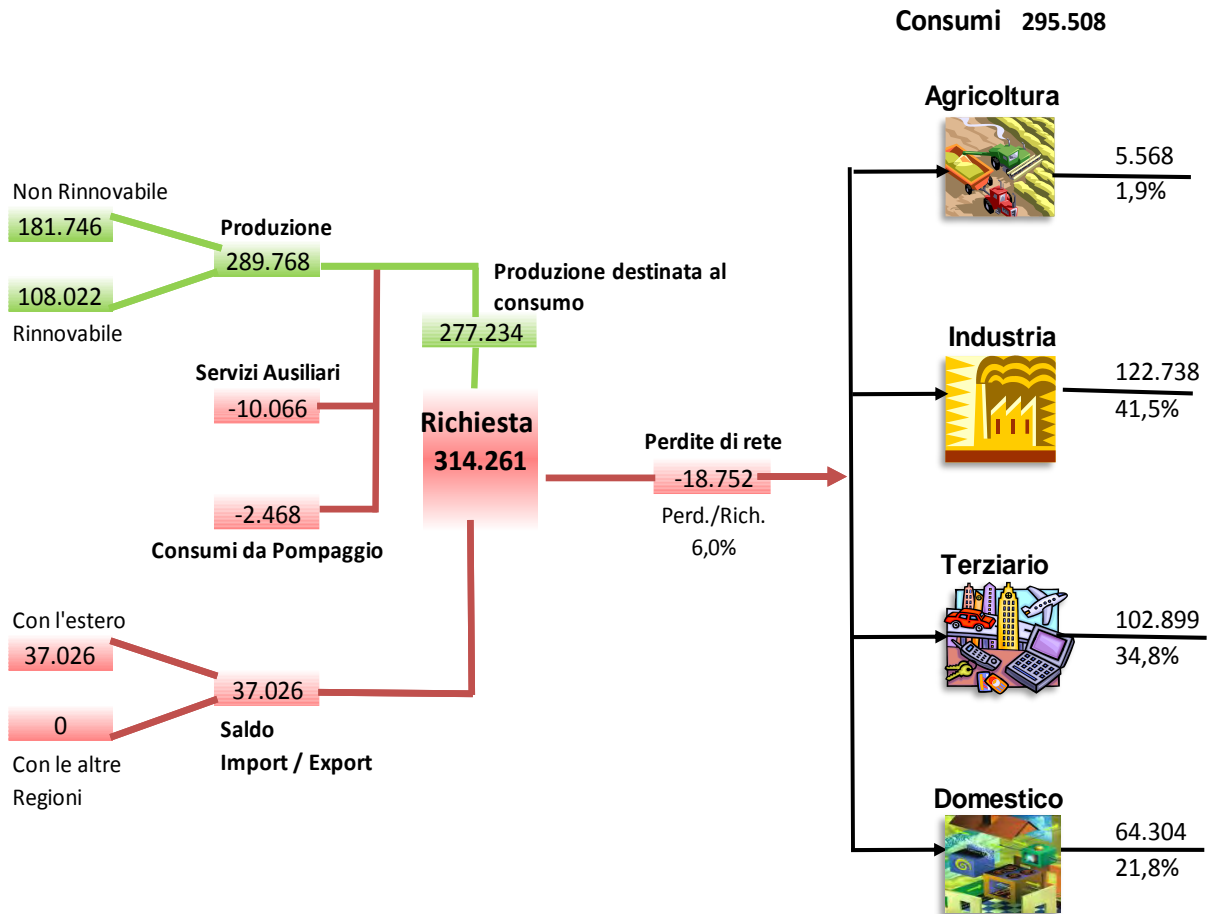 Consumi 295.508
Agricoltura
5.568
1,9%
Non Rinnovabile
181.746
Produzione
289.768
108.022
Rinnovabile
Produzione destinata al
consumo
277.234
Servizi Ausiliari
-10.066
Richiesta
314.261
-2.468
Consumi da Pompaggio
Perdite di rete
-18.752
Perd./Rich.
6,0%
Industria
122.738
41,5%
Con l'estero
37.026
37.026
0
Saldo
Import / Export
Con le altre
Regioni
Terziario
102.899
34,8%
Domestico
64.304
21,8%